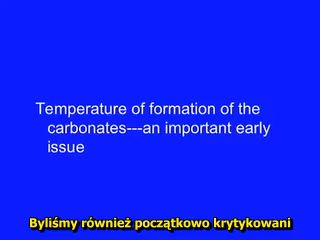 Temperature of formation of the
carbonates---an important early
issue
Byliśmy również początkowo krytykowani